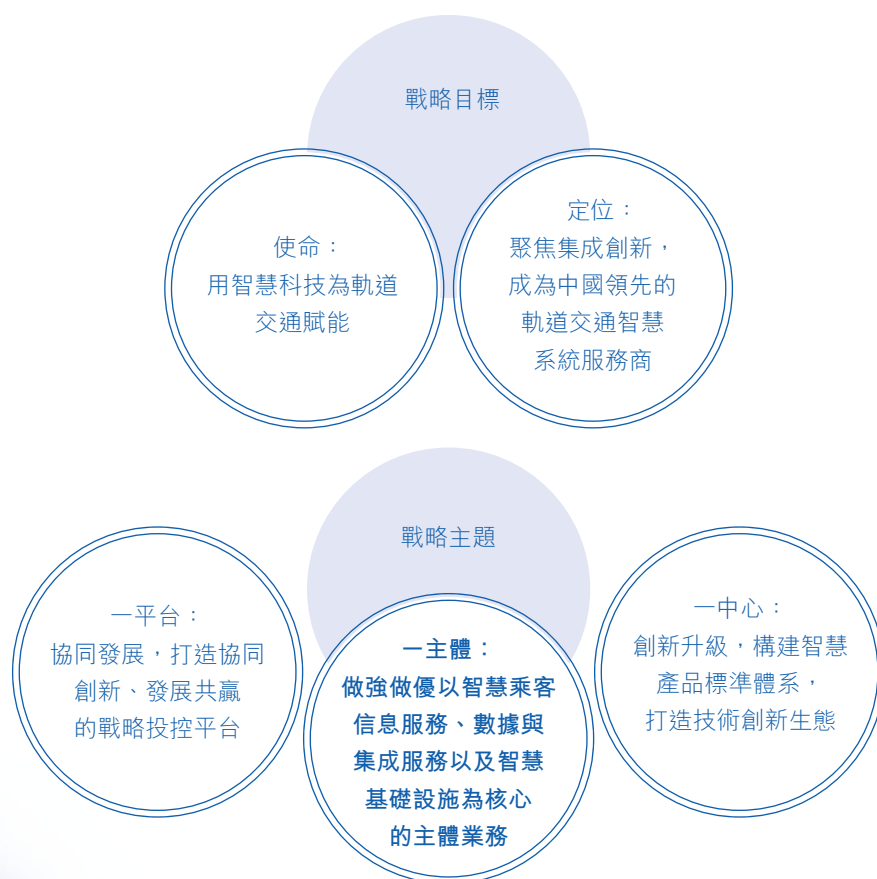 戰略目標
使命：
用智慧科技為軌道
交通賦能
定位：
聚焦集成創新，
成為中國領先的
軌道交通智慧
系統服務商
戰略主題
一平台：
協同發展，打造協同
創新、發展共贏
的戰略投控平台
一主體：
做強做優以智慧乘客
信息服務、數據與
集成服務以及智慧
基礎設施為核心
的主體業務
一中心：
創新升級，構建智慧
產品標準體系，
打造技術創新生態